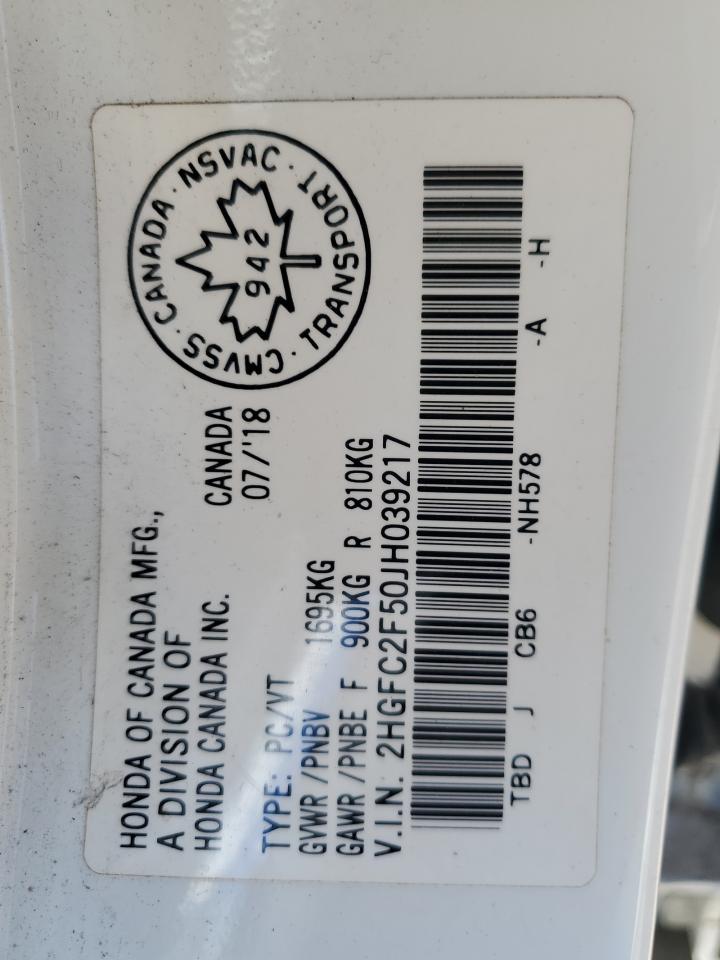 HONDA OF CANADA MFG.,
A DIVISION OF
HONDA CANADA INC.
CANADA
07/'18
CMVSS · CANADA · NSVAC · TRANSPORT ·
942
TYPE: PC/VT
GVWR/PNBV 1695KG
GAWR/PNBE F 900KG R 810KG
V.I.N. 2HGFC2F50JH039217
TBD J CB6 -NH578 -A -H